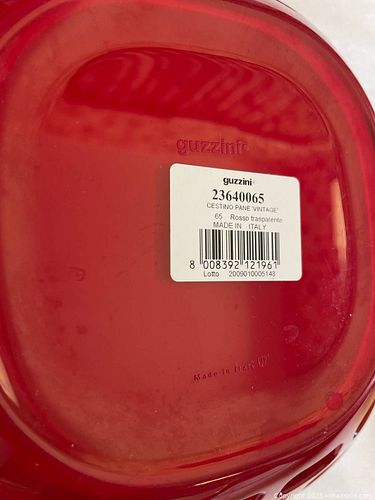 guzzini
guzzini
23640065
CESTINO PANE 'VINTAGE'
65 Rosso trasparente
MADE IN ITALY
8 008392 121961
Lotto 2009010005148
Made in Italy